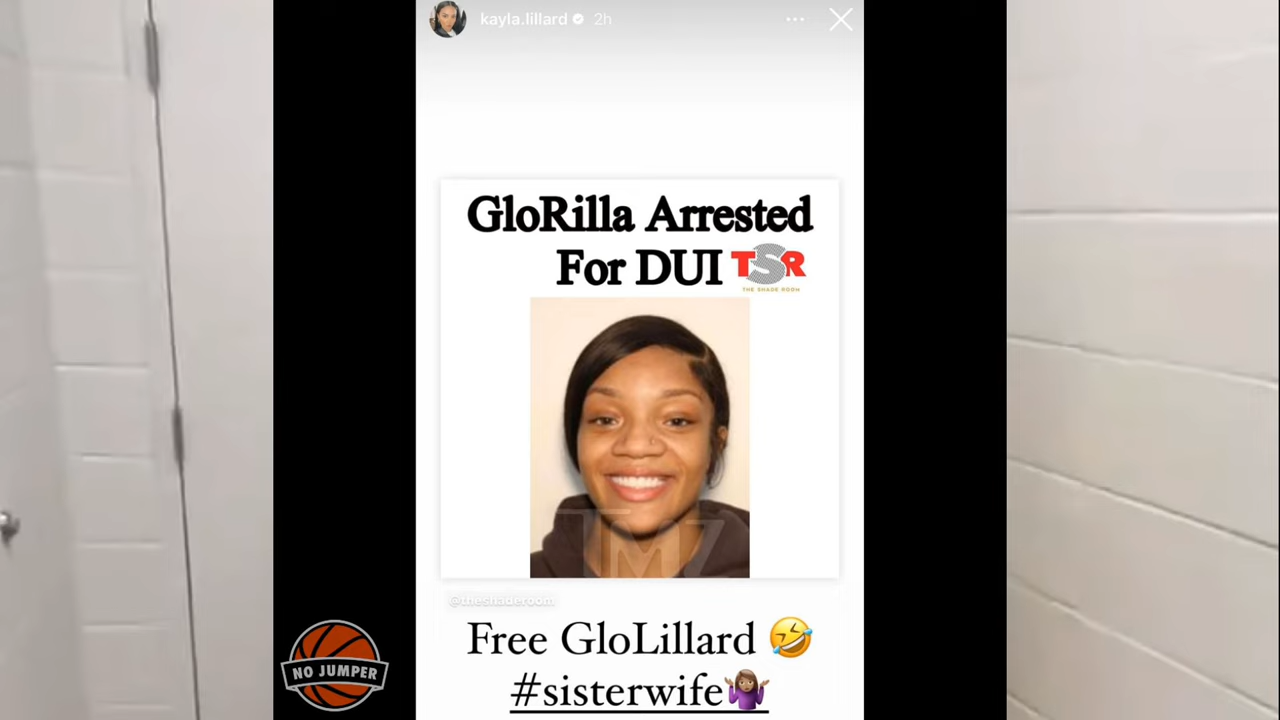 kayla.lillard 2h
GloRilla Arrested
For DUI TSR
THE SHADE ROOM
TMZ
@theshaderoom
Free GloLillard 🤣
#sisterwife🤷🏽‍♀️
NO JUMPER